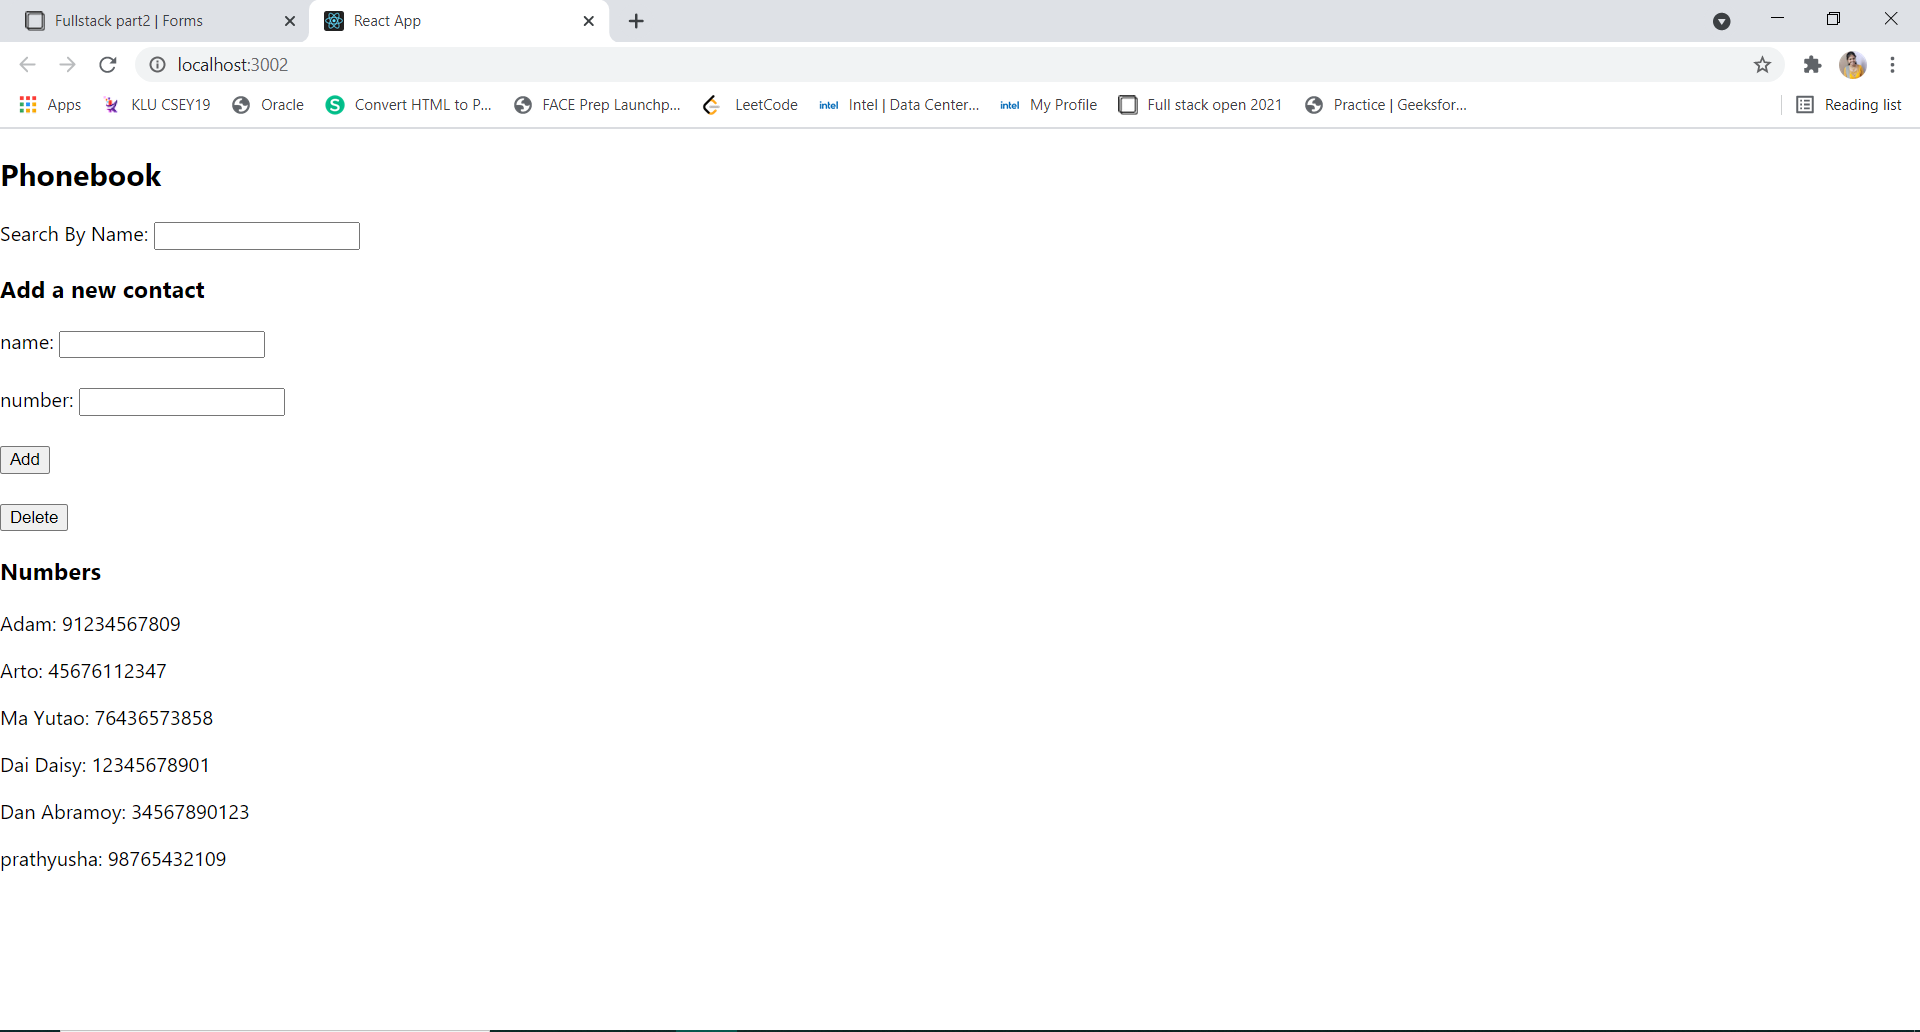 Fullstack part2 | Forms
React App
localhost:3002
Apps KLU CSEY19 Oracle S Convert HTML to P... FACE Prep Launchp... LeetCode intel Intel | Data Center... intel My Profile Full stack open 2021 Practice | Geeksfor... Reading list
Phonebook
Search By Name:
Add a new contact
name:
number:
Add
Delete
Numbers
Adam: 91234567809
Arto: 45676112347
Ma Yutao: 76436573858
Dai Daisy: 12345678901
Dan Abramoy: 34567890123
prathyusha: 98765432109